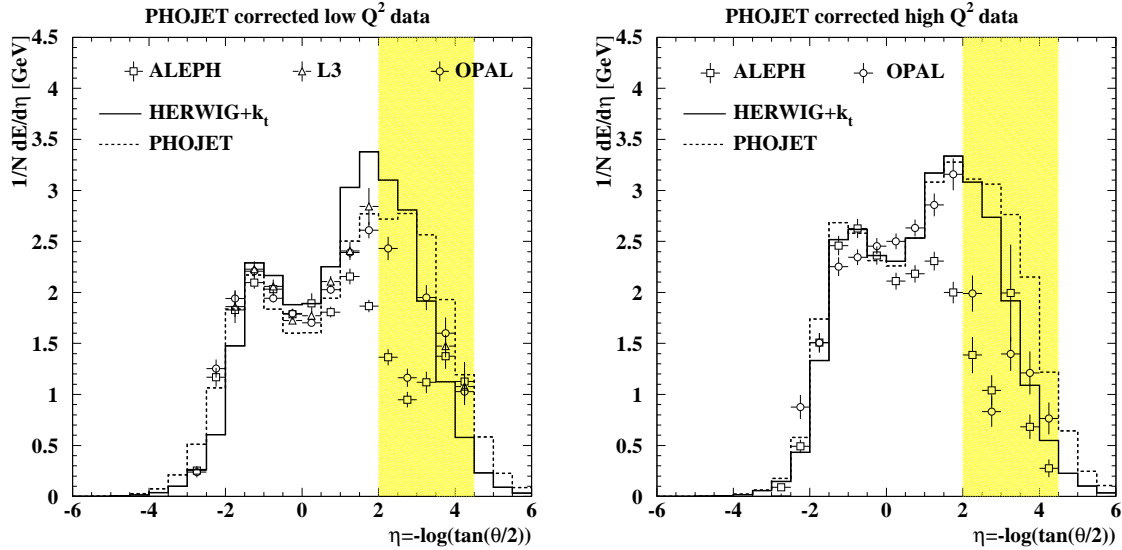 PHOJET corrected low Q² data
1/N dE/dη [GeV]
4.5
4
3.5
3
2.5
2
1.5
1
0.5
0
ALEPH L3 OPAL
HERWIG+kₜ
PHOJET
-6 -4 -2 0 2 4 6
η=-log(tan(θ/2))
PHOJET corrected high Q² data
1/N dE/dη [GeV]
4.5
4
3.5
3
2.5
2
1.5
1
0.5
0
ALEPH OPAL
HERWIG+kₜ
PHOJET
-6 -4 -2 0 2 4 6
η=-log(tan(θ/2))